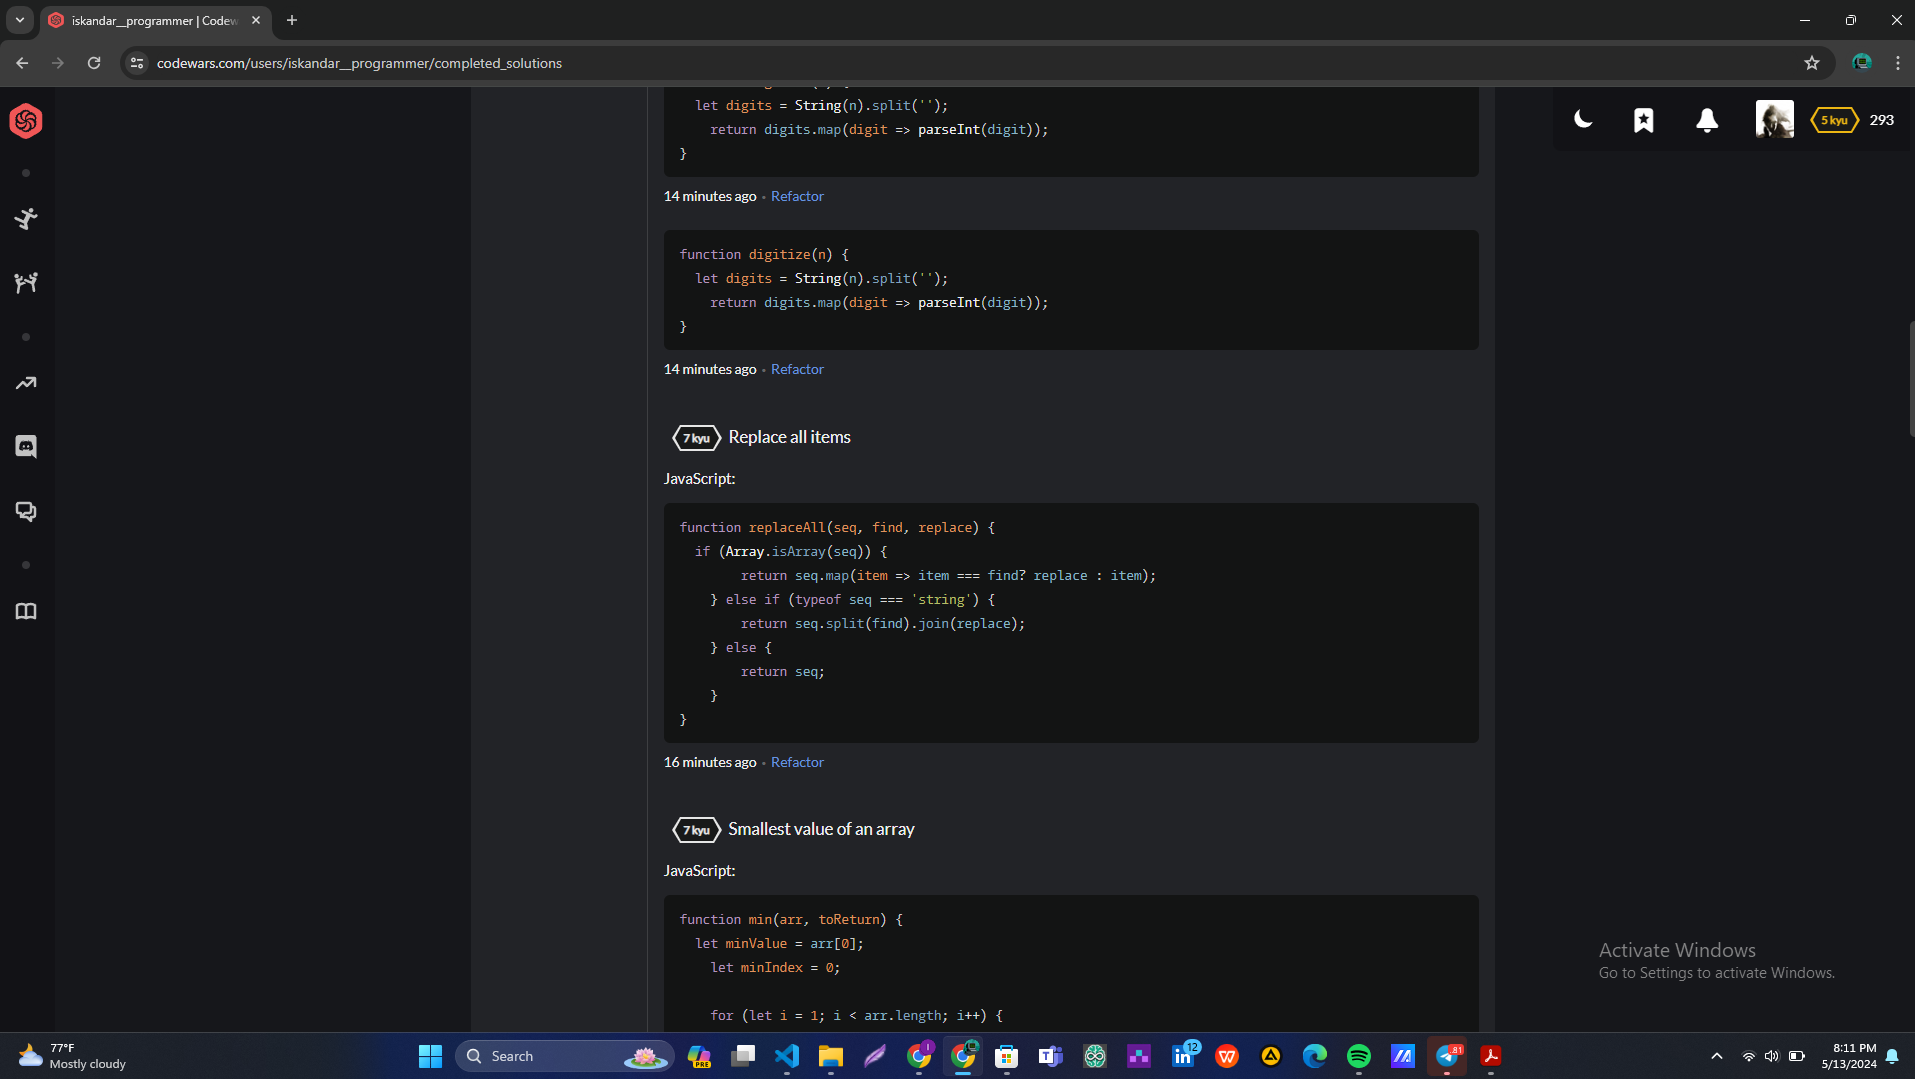 iskandar__programmer | Codew
codewars.com/users/iskandar__programmer/completed_solutions
5 kyu
293
let digits = String(n).split('');
return digits.map(digit => parseInt(digit));
}
14 minutes ago • Refactor
function digitize(n) {
let digits = String(n).split('');
return digits.map(digit => parseInt(digit));
}
14 minutes ago • Refactor
7 kyu Replace all items
JavaScript:
function replaceAll(seq, find, replace) {
if (Array.isArray(seq)) {
return seq.map(item => item === find? replace : item);
} else if (typeof seq === 'string') {
return seq.split(find).join(replace);
} else {
return seq;
}
}
16 minutes ago • Refactor
7 kyu Smallest value of an array
JavaScript:
function min(arr, toReturn) {
let minValue = arr[0];
let minIndex = 0;
for (let i = 1; i < arr.length; i++) {
Activate Windows
Go to Settings to activate Windows.
77°F
Mostly cloudy
Search
PRE
12
81
8:11 PM
5/13/2024